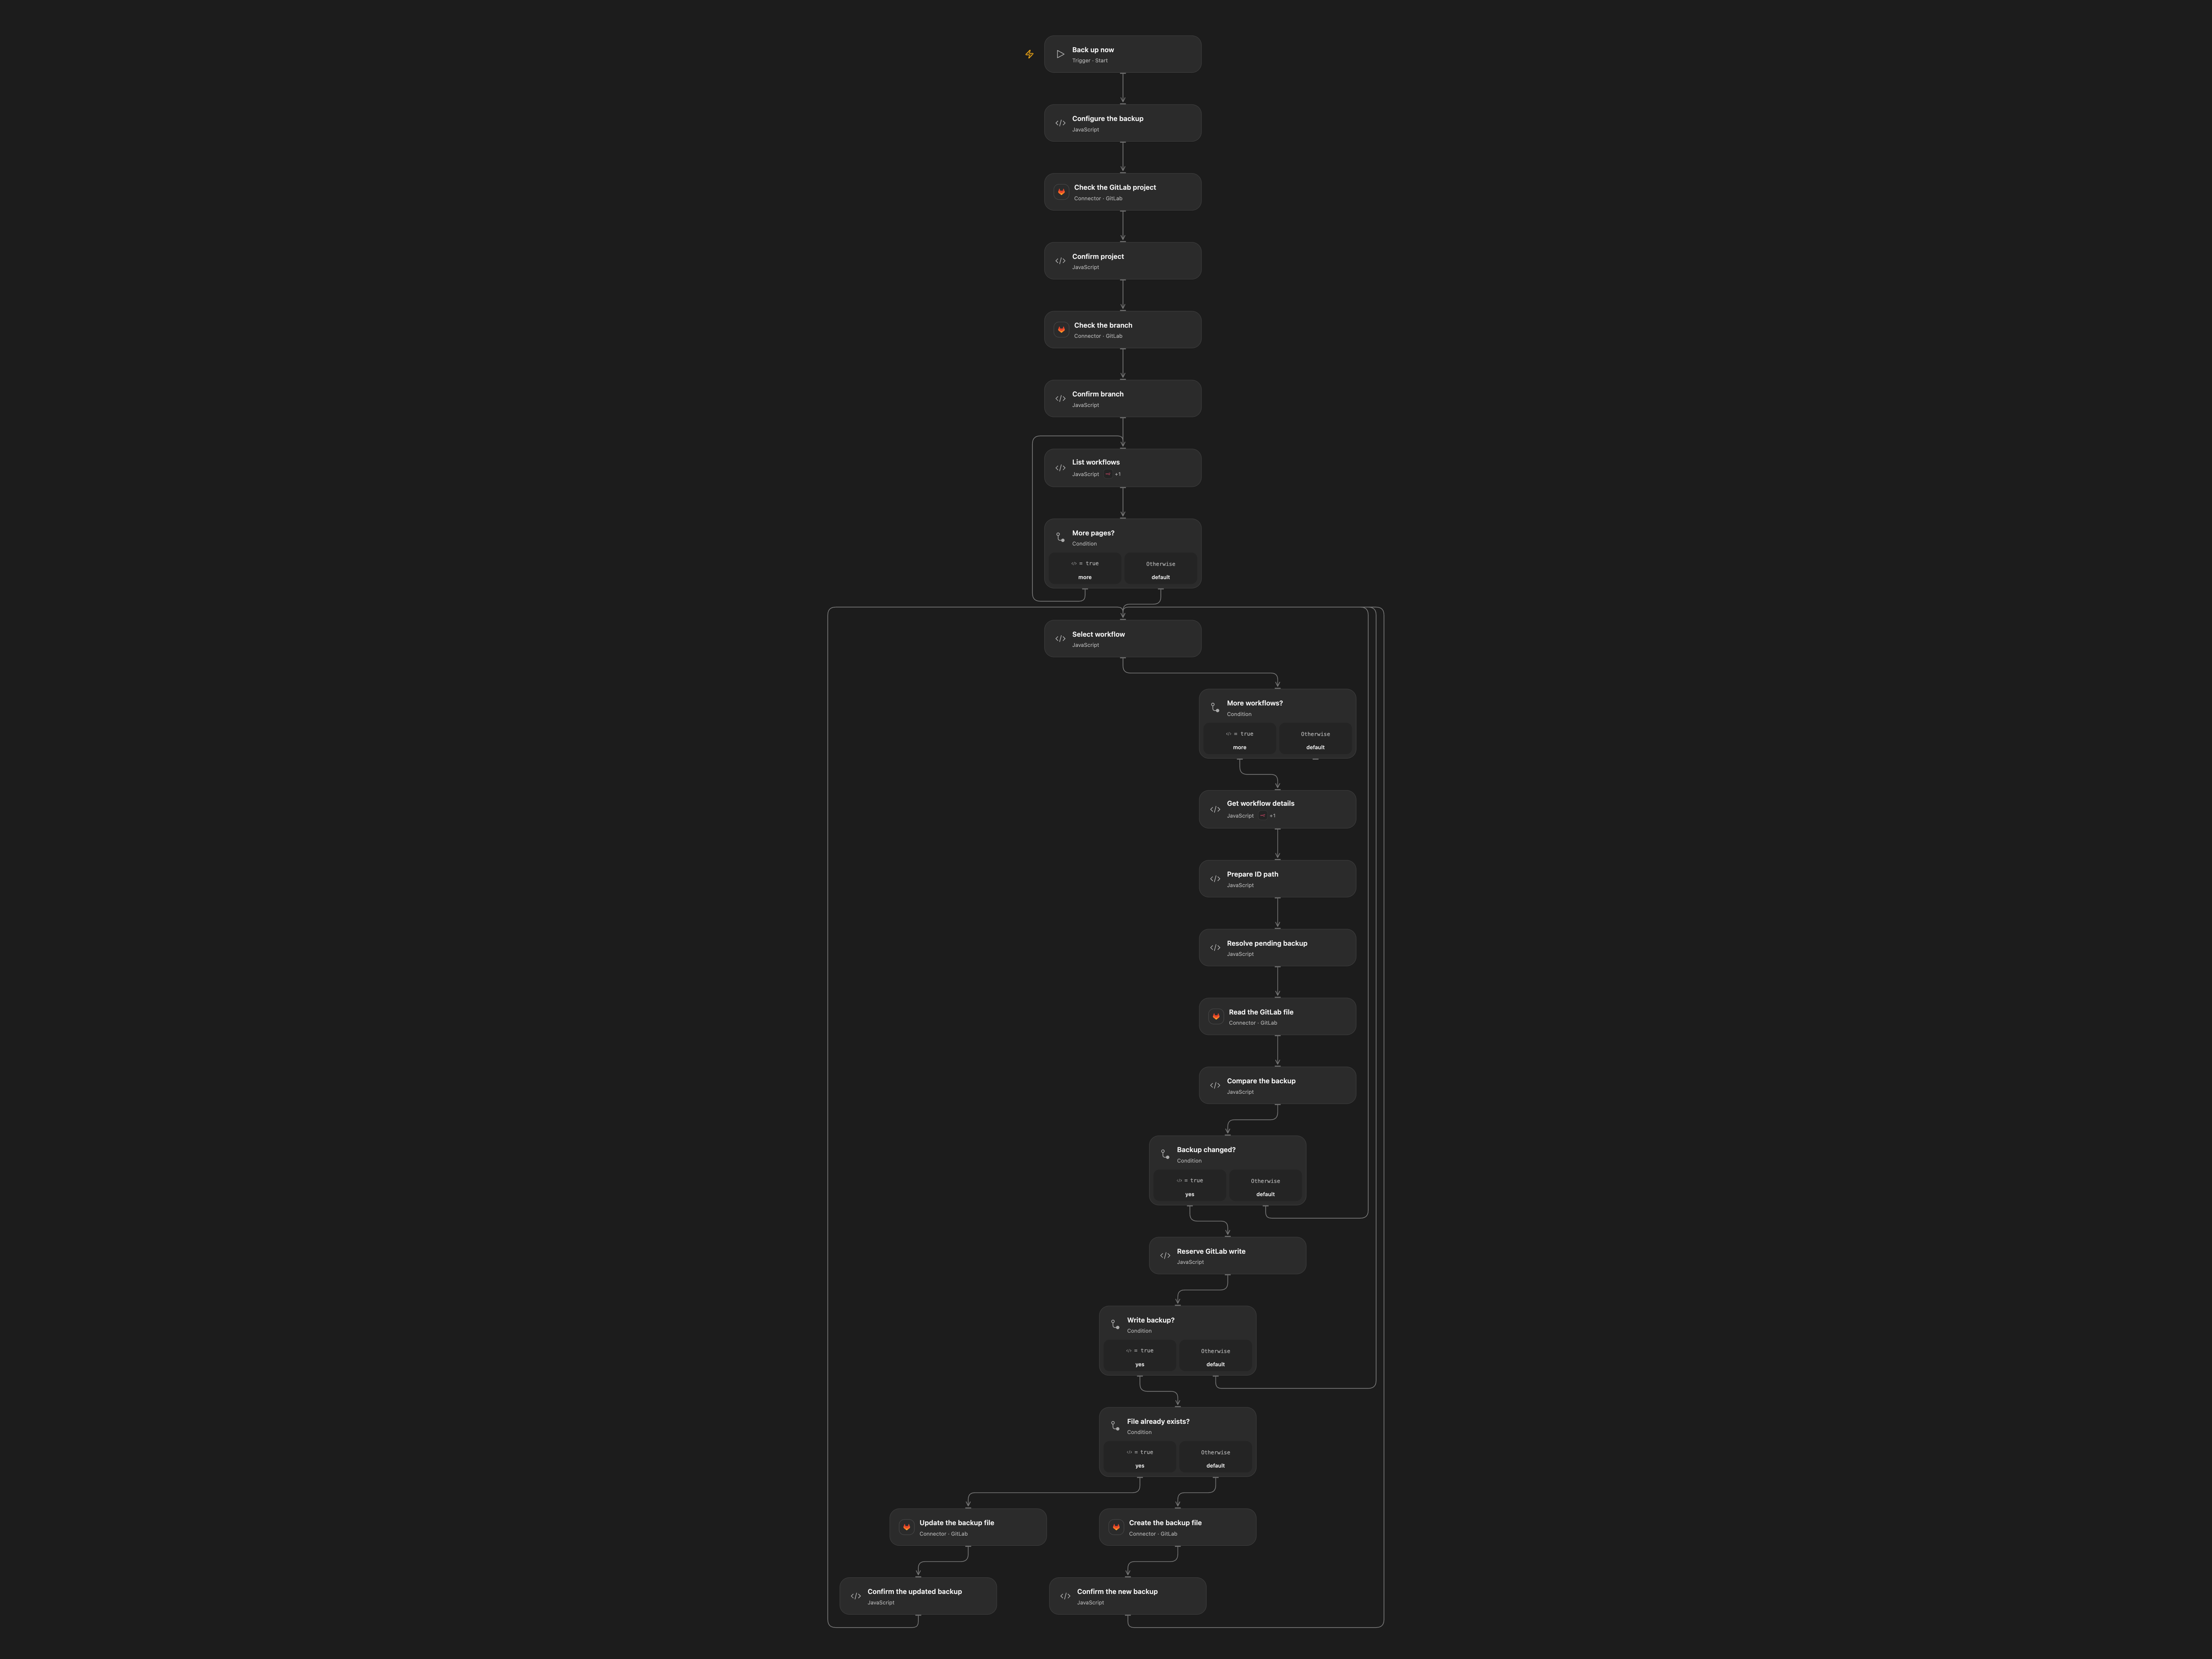 Back up now
Trigger · Start
Configure the backup
JavaScript
Check the GitLab project
Connector · GitLab
Confirm project
JavaScript
Check the branch
Connector · GitLab
Confirm branch
JavaScript
List workflows
JavaScript +1
More pages?
Condition
= true
Otherwise
more
default
Select workflow
JavaScript
More workflows?
Condition
= true
Otherwise
more
default
Get workflow details
JavaScript +1
Prepare ID path
JavaScript
Resolve pending backup
JavaScript
Read the GitLab file
Connector · GitLab
Compare the backup
JavaScript
Backup changed?
Condition
= true
Otherwise
yes
default
Reserve GitLab write
JavaScript
Write backup?
Condition
= true
Otherwise
yes
default
File already exists?
Condition
= true
Otherwise
yes
default
Update the backup file
Connector · GitLab
Create the backup file
Connector · GitLab
Confirm the updated backup
JavaScript
Confirm the new backup
JavaScript